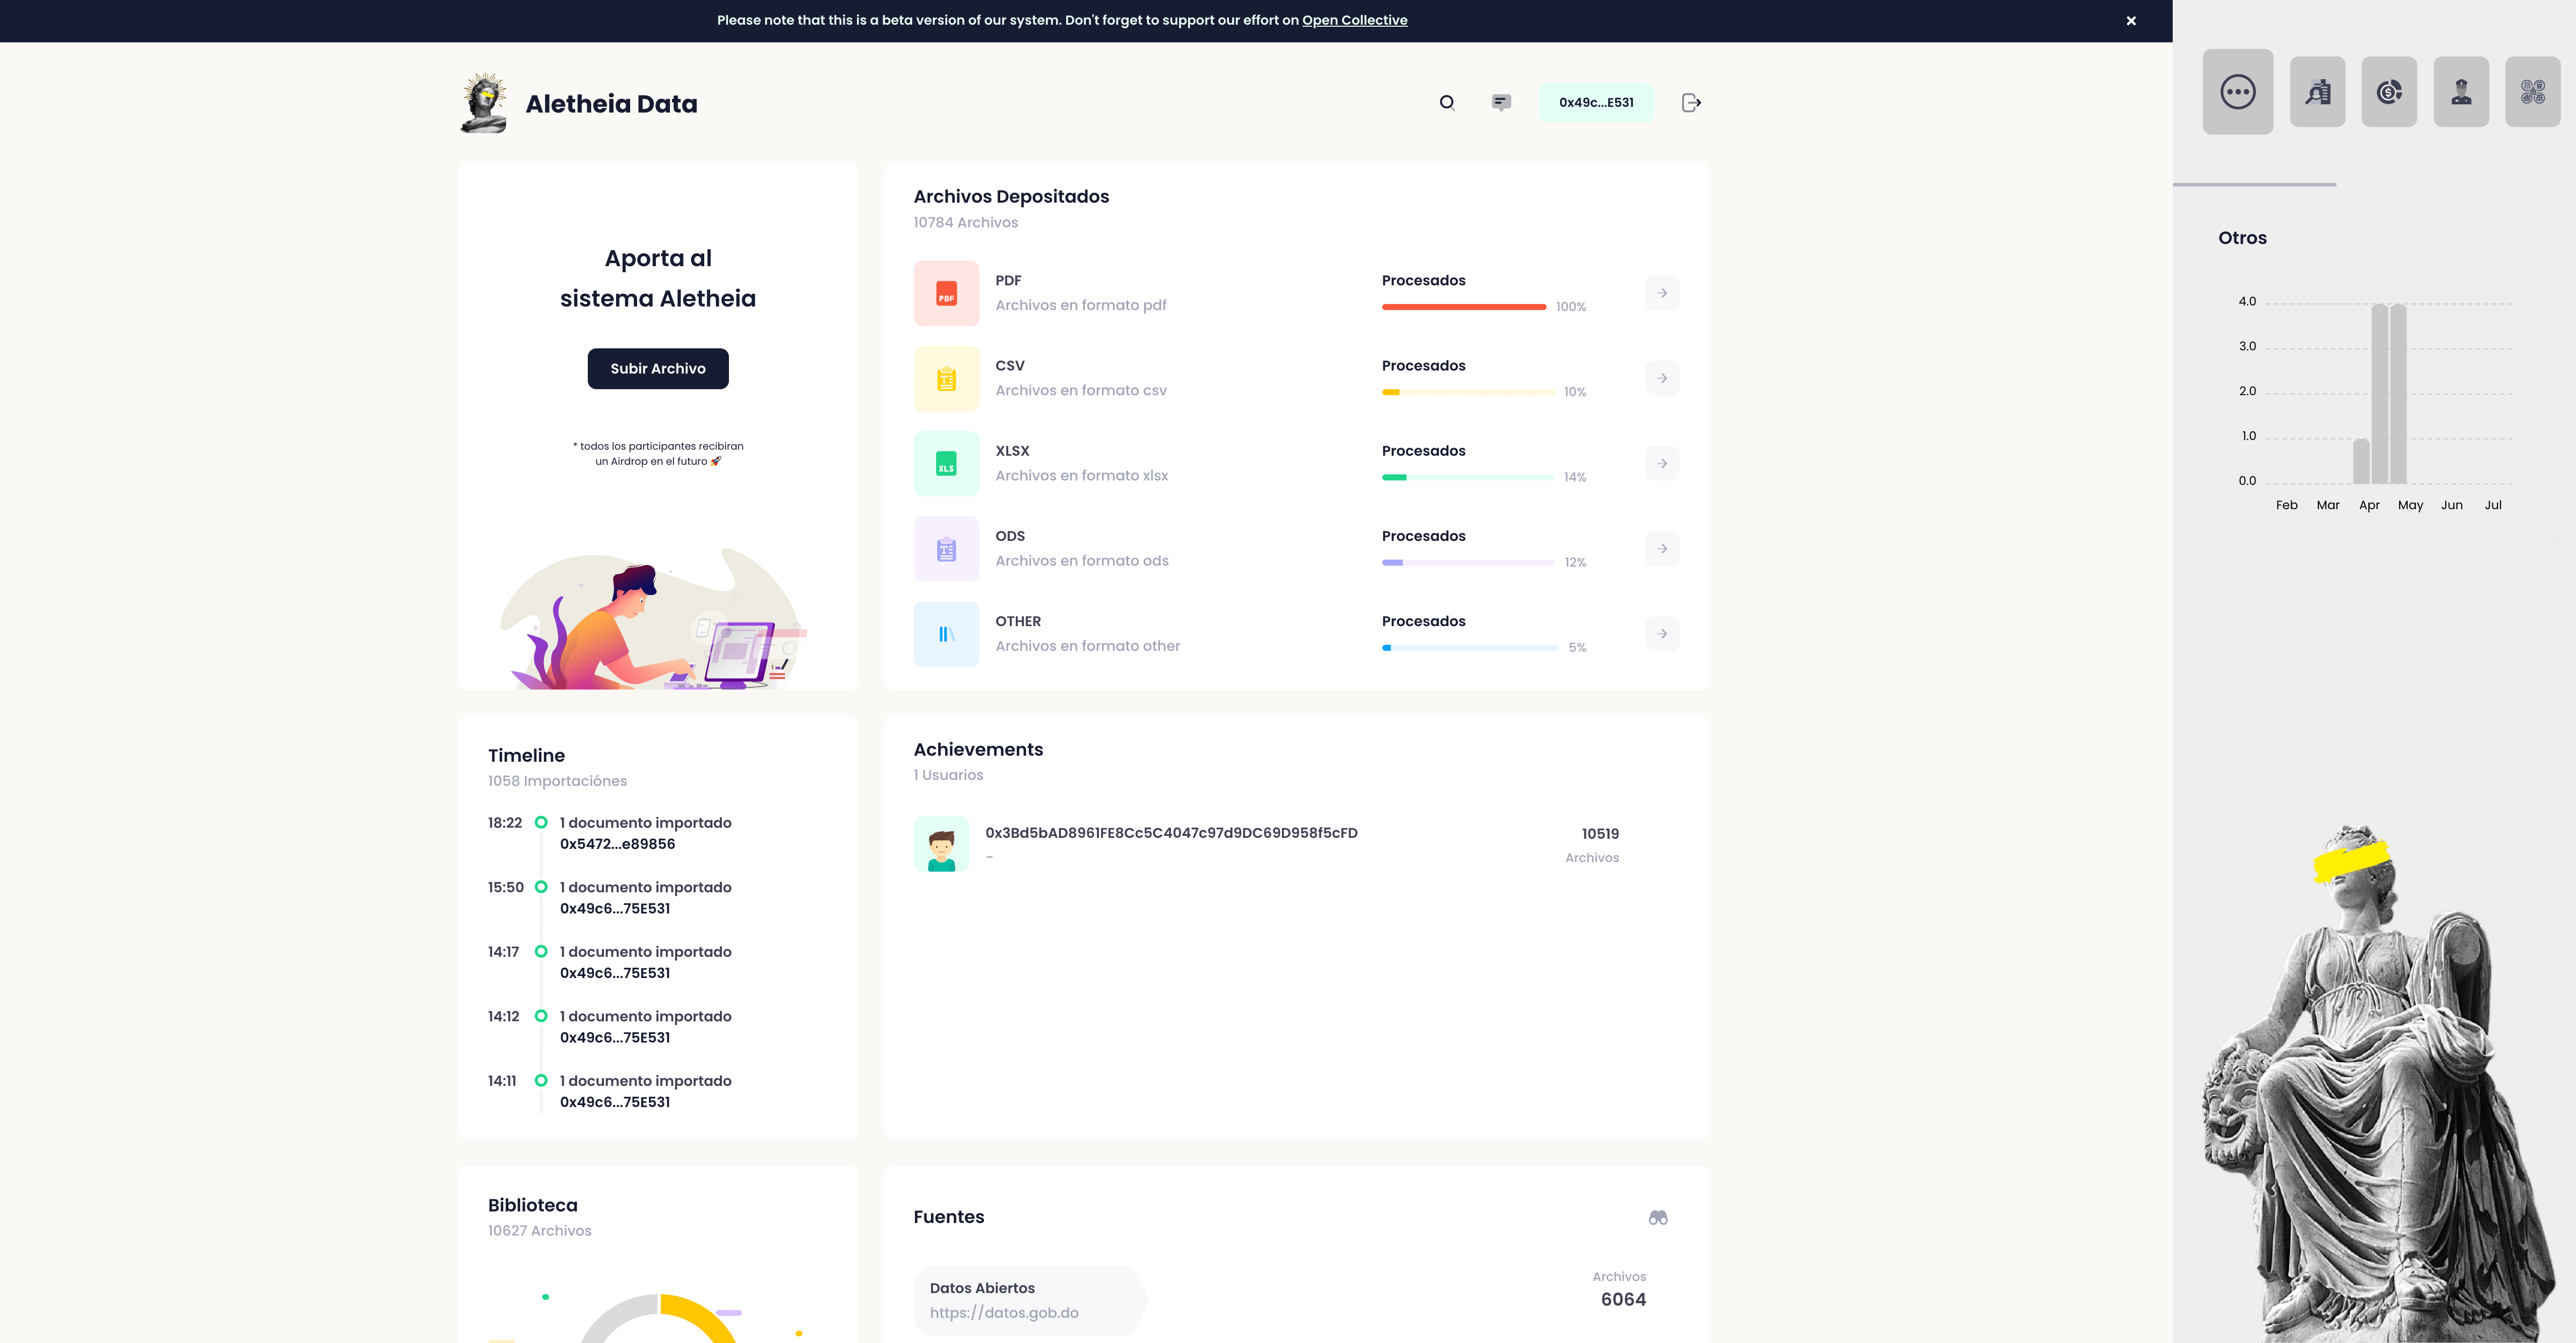 Please note that this is a beta version of our system. Don't forget to support our effort on Open Collective
Aletheia Data
0x49c...E531
Aporta al
sistema Aletheia
Subir Archivo
* todos los participantes recibiran
un Airdrop en el futuro 🚀
Archivos Depositados
10784 Archivos
PDF
PDF
Archivos en formato pdf
Procesados
100%
CSV
Archivos en formato csv
Procesados
10%
XLS
XLSX
Archivos en formato xlsx
Procesados
14%
ODS
Archivos en formato ods
Procesados
12%
OTHER
Archivos en formato other
Procesados
5%
Timeline
1058 Importaciónes
18:22 1 documento importado
0x5472...e89856
15:50 1 documento importado
0x49c6...75E531
14:17 1 documento importado
0x49c6...75E531
14:12 1 documento importado
0x49c6...75E531
14:11 1 documento importado
0x49c6...75E531
Achievements
1 Usuarios
0x3Bd5bAD8961FE8Cc5C4047c97d9DC69D958f5cFD
-
10519
Archivos
Biblioteca
10627 Archivos
Fuentes
Datos Abiertos
https://datos.gob.do
Archivos
6064
Otros
4.0
3.0
2.0
1.0
0.0
Feb Mar Apr May Jun Jul